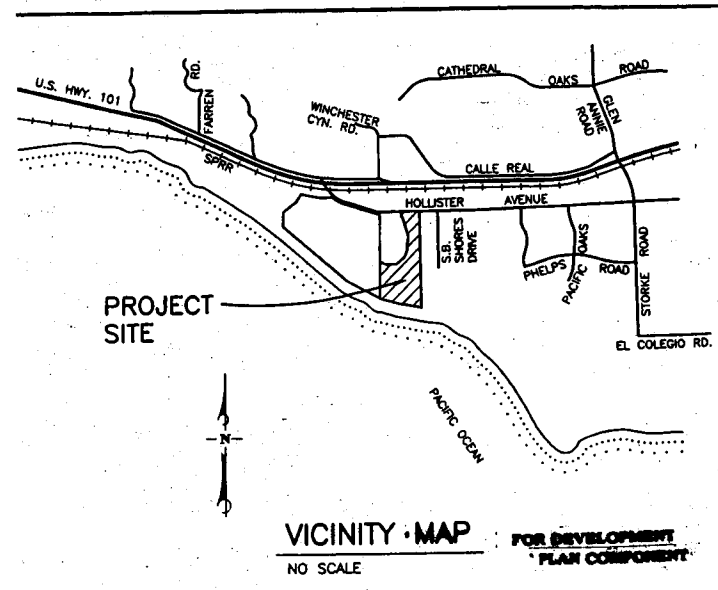 CATHEDRAL OAKS ROAD
U.S. HWY. 101
FARREN RD.
GLEN ANNIE ROAD
WINCHESTER
CYN. RD.
SPRR
CALLE REAL
HOLLISTER AVENUE
S.B. SHORES DRIVE
PACIFIC OAKS
PHELPS ROAD
STORKE ROAD
PROJECT
SITE
EL COLEGIO RD.
PACIFIC OCEAN
N
VICINITY MAP
NO SCALE
FOR DEVELOPMENT
PLAN COMPONENT